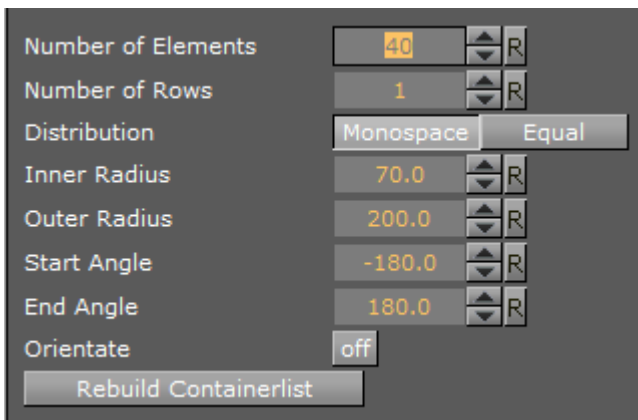 Number of Elements 40 R
Number of Rows 1 R
Distribution Monospace Equal
Inner Radius 70.0 R
Outer Radius 200.0 R
Start Angle -180.0 R
End Angle 180.0 R
Orientate off
Rebuild Containerlist